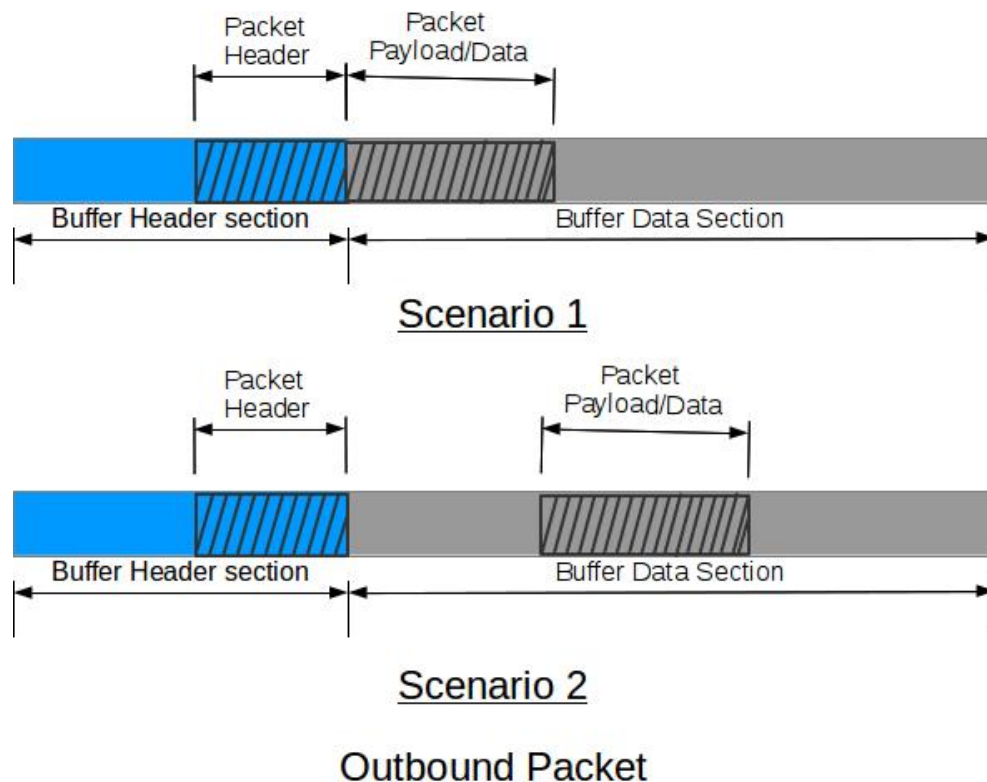 Packet
Header
Packet
Payload/Data
Buffer Header section
Buffer Data Section
Scenario 1
Packet
Header
Packet
Payload/Data
Buffer Header section
Buffer Data Section
Scenario 2
Outbound Packet